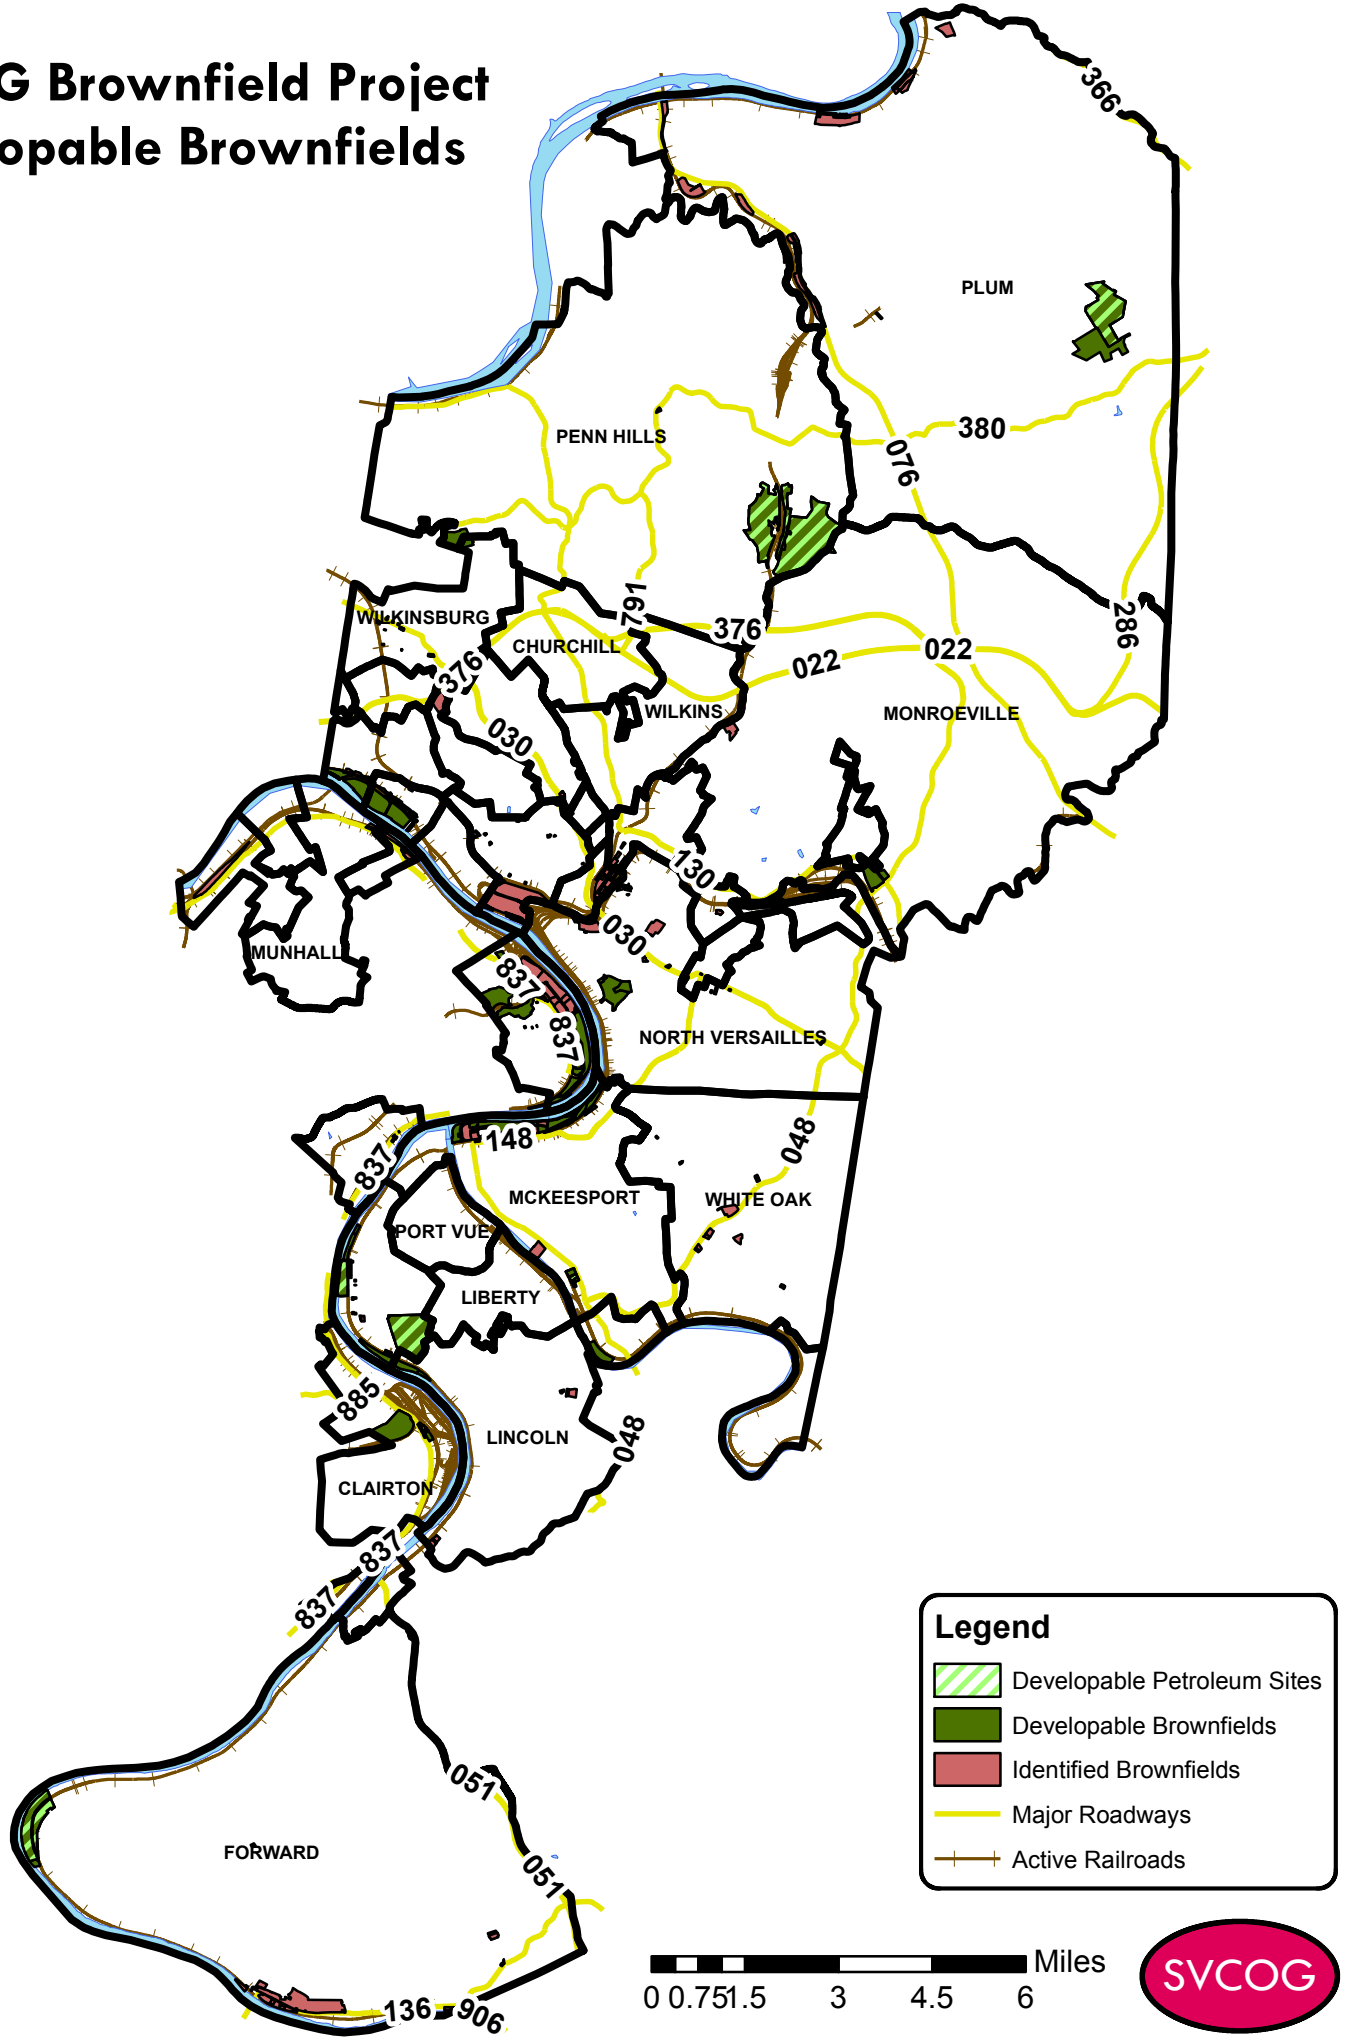 G Brownfield Project
opable Brownfields
366
PLUM
380
PENN HILLS
076
WILKINSBURG
791
376
286
CHURCHILL
022
022
376
WILKINS
MONROEVILLE
030
130
030
MUNHALL
837
837
NORTH VERSAILLES
148
048
837
MCKEESPORT
WHITE OAK
PORT VUE
LIBERTY
885
LINCOLN
048
CLAIRTON
837
837
Legend
Developable Petroleum Sites
Developable Brownfields
Identified Brownfields
Major Roadways
Active Railroads
051
FORWARD
051
136
906
Miles
0 0.75 1.5 3 4.5 6
SVCOG